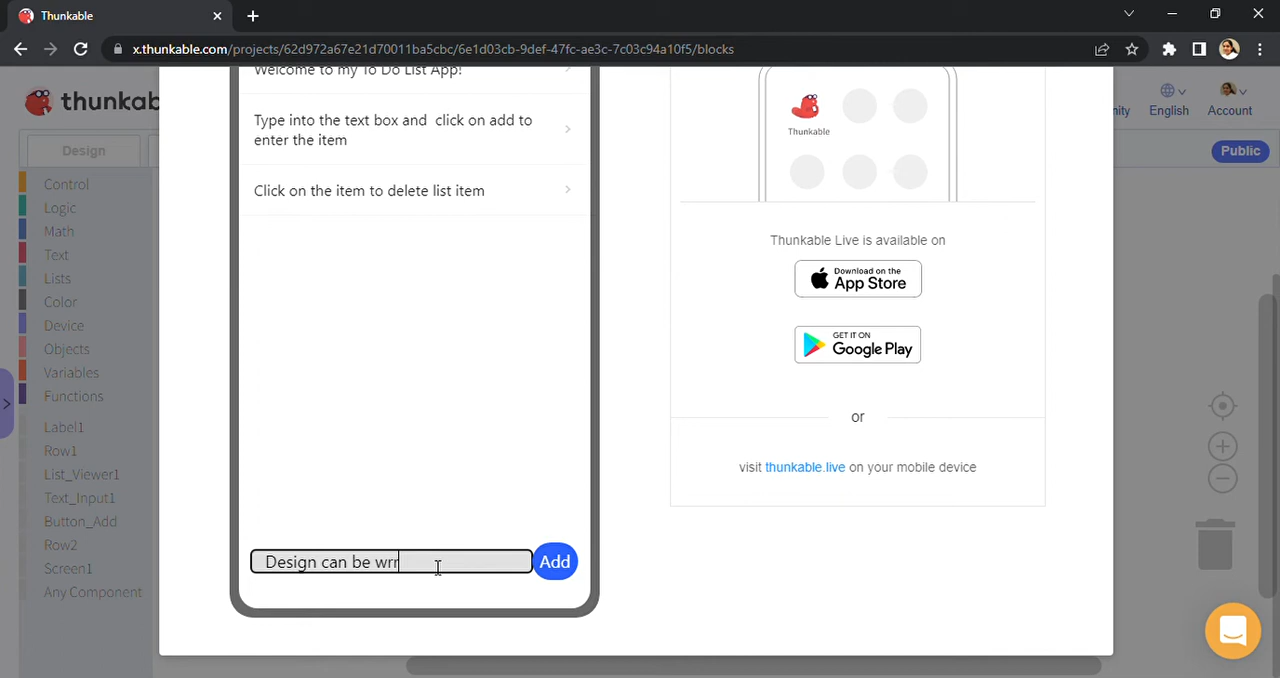 Thunkable
x.thunkable.com/projects/62d972a67e21d70011ba5cbc/6e1d03cb-9def-47fc-ae3c-7c03c94a10f5/blocks
thunkab
nity
English
Account
Design
Public
Control
Logic
Math
Text
Lists
Color
Device
Objects
Variables
Functions
Label1
Row1
List_Viewer1
Text_Input1
Button_Add
Row2
Screen1
Any Component
Welcome to my To Do List App!
Type into the text box and click on add to
enter the item
Click on the item to delete list item
Design can be wrr
Add
Thunkable
Thunkable Live is available on
Download on the
App Store
GET IT ON
Google Play
or
visit thunkable.live on your mobile device